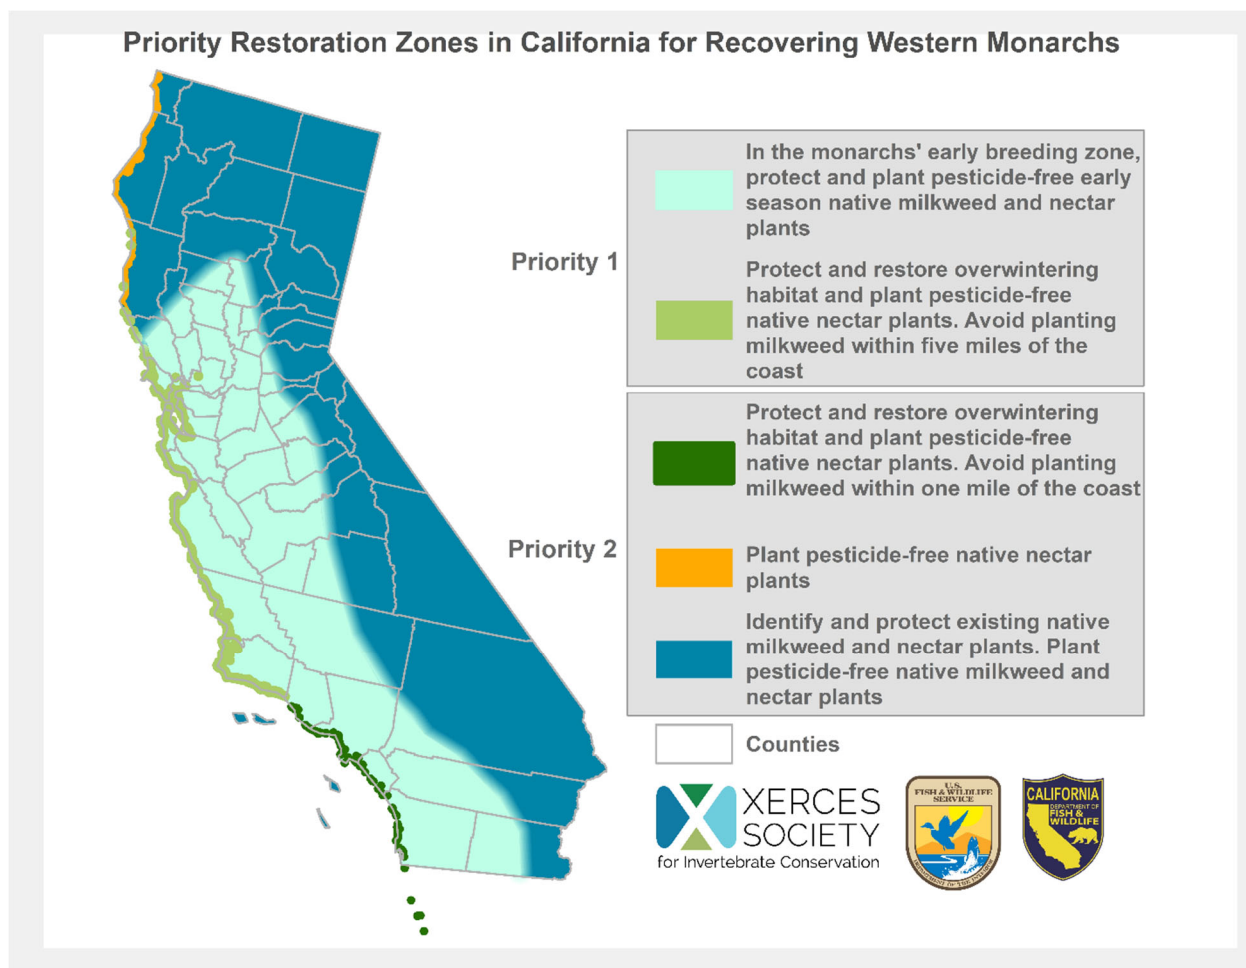 Priority Restoration Zones in California for Recovering Western Monarchs
Priority 1
In the monarchs' early breeding zone,
protect and plant pesticide-free early
season native milkweed and nectar
plants
Protect and restore overwintering
habitat and plant pesticide-free
native nectar plants. Avoid planting
milkweed within five miles of the
coast
Priority 2
Protect and restore overwintering
habitat and plant pesticide-free
native nectar plants. Avoid planting
milkweed within one mile of the coast
Plant pesticide-free native nectar
plants
Identify and protect existing native
milkweed and nectar plants. Plant
pesticide-free native milkweed and
nectar plants
Counties
XERCES
SOCIETY
for Invertebrate Conservation
U.S.
FISH & WILDLIFE
SERVICE
DEPARTMENT OF THE INTERIOR
CALIFORNIA
DEPARTMENT OF
FISH &
WILDLIFE